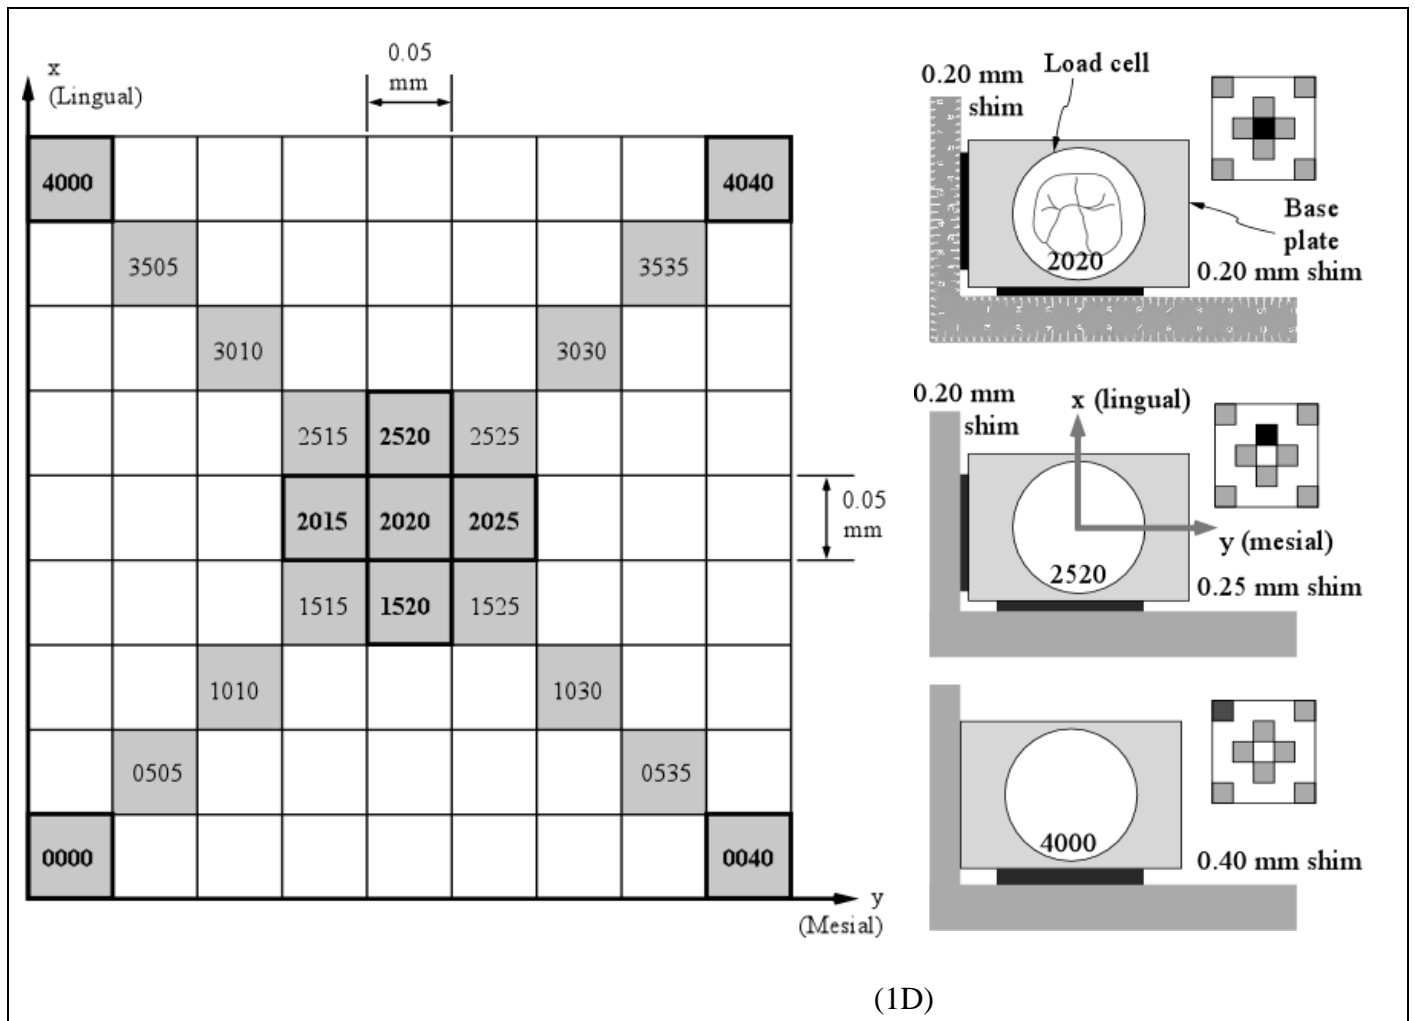 x
(Lingual)
0.05
mm
4000
4040
3505
3535
3010
3030
2515
2520
2525
2015
2020
2025
0.05
mm
1515
1520
1525
1010
1030
0505
0535
0000
0040
y
(Mesial)
0.20 mm
shim
Load cell
Base
plate
2020
0.20 mm shim
0.20 mm
shim
x (lingual)
y (mesial)
2520
0.25 mm shim
4000
0.40 mm shim
(1D)